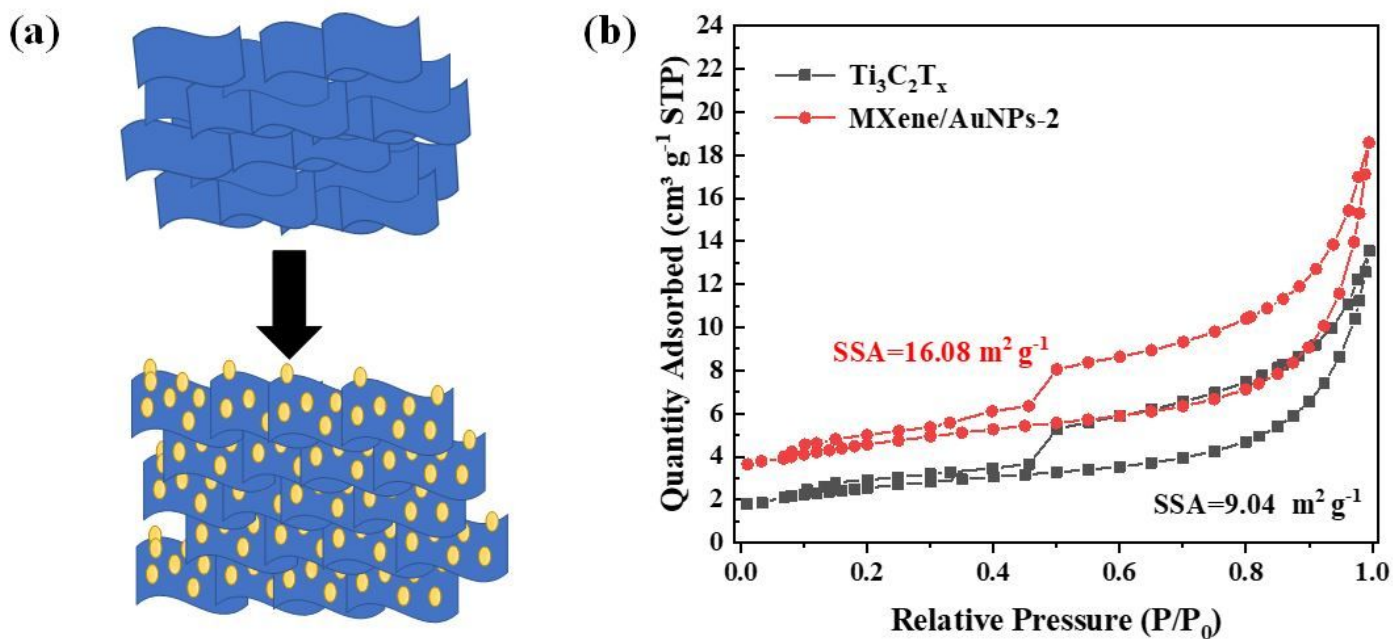 (a)
(b)
Quantity Adsorbed (cm³ g⁻¹ STP)
24
22
20
18
16
14
12
10
8
6
4
2
0
Ti₃C₂Tₓ
MXene/AuNPs-2
SSA=16.08 m² g⁻¹
SSA=9.04 m² g⁻¹
0.0 0.2 0.4 0.6 0.8 1.0
Relative Pressure (P/P₀)